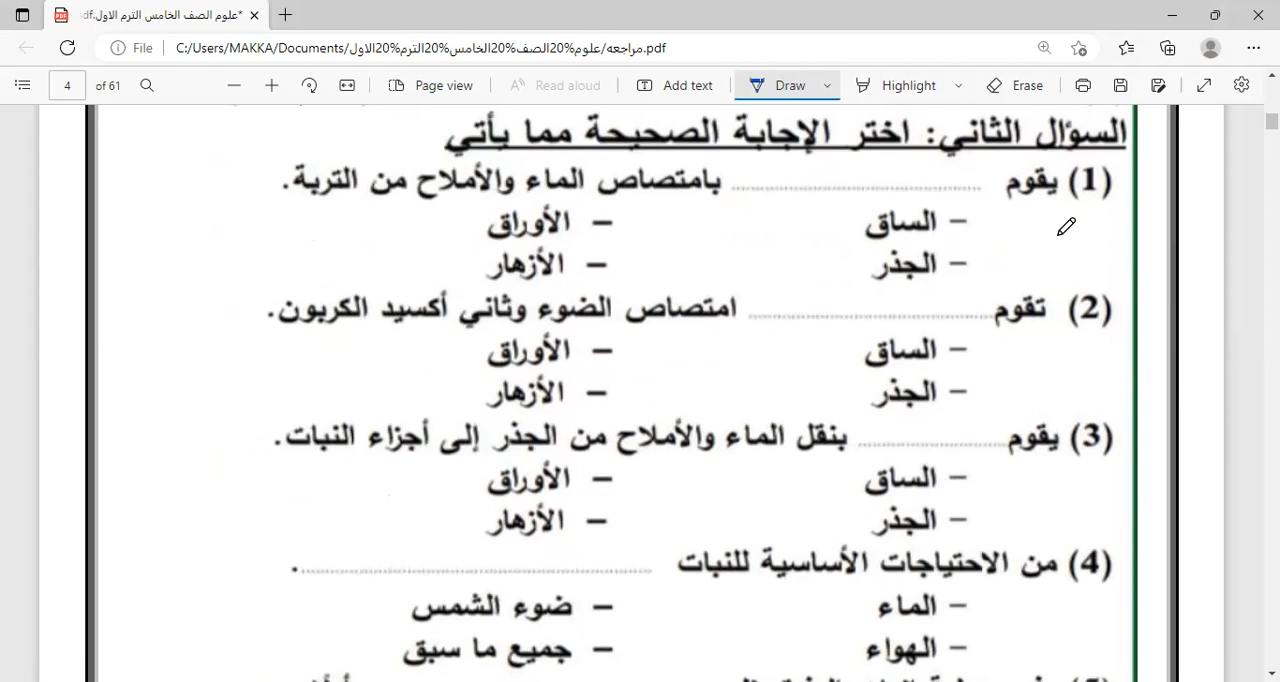 *علوم الصف الخامس الترم الاول.pdf
File C:/Users/MAKKA/Documents/مراجعه/علوم%20الصف%20الخامس%20الترم%20الاول.pdf
4 of 61 Page view Read aloud Add text Draw Highlight Erase
السؤال الثاني: اختر الإجابة الصحيحة مما يأتي
(1) يقوم .................... بامتصاص الماء والأملاح من التربة.
– الساق – الأوراق
– الجذر – الأزهار
(2) تقوم .................... امتصاص الضوء وثاني أكسيد الكربون.
– الساق – الأوراق
– الجذر – الأزهار
(3) يقوم .................... بنقل الماء والأملاح من الجذر إلى أجزاء النبات.
– الساق – الأوراق
– الجذر – الأزهار
(4) من الاحتياجات الأساسية للنبات .................... .
– الماء – ضوء الشمس
– الهواء – جميع ما سبق